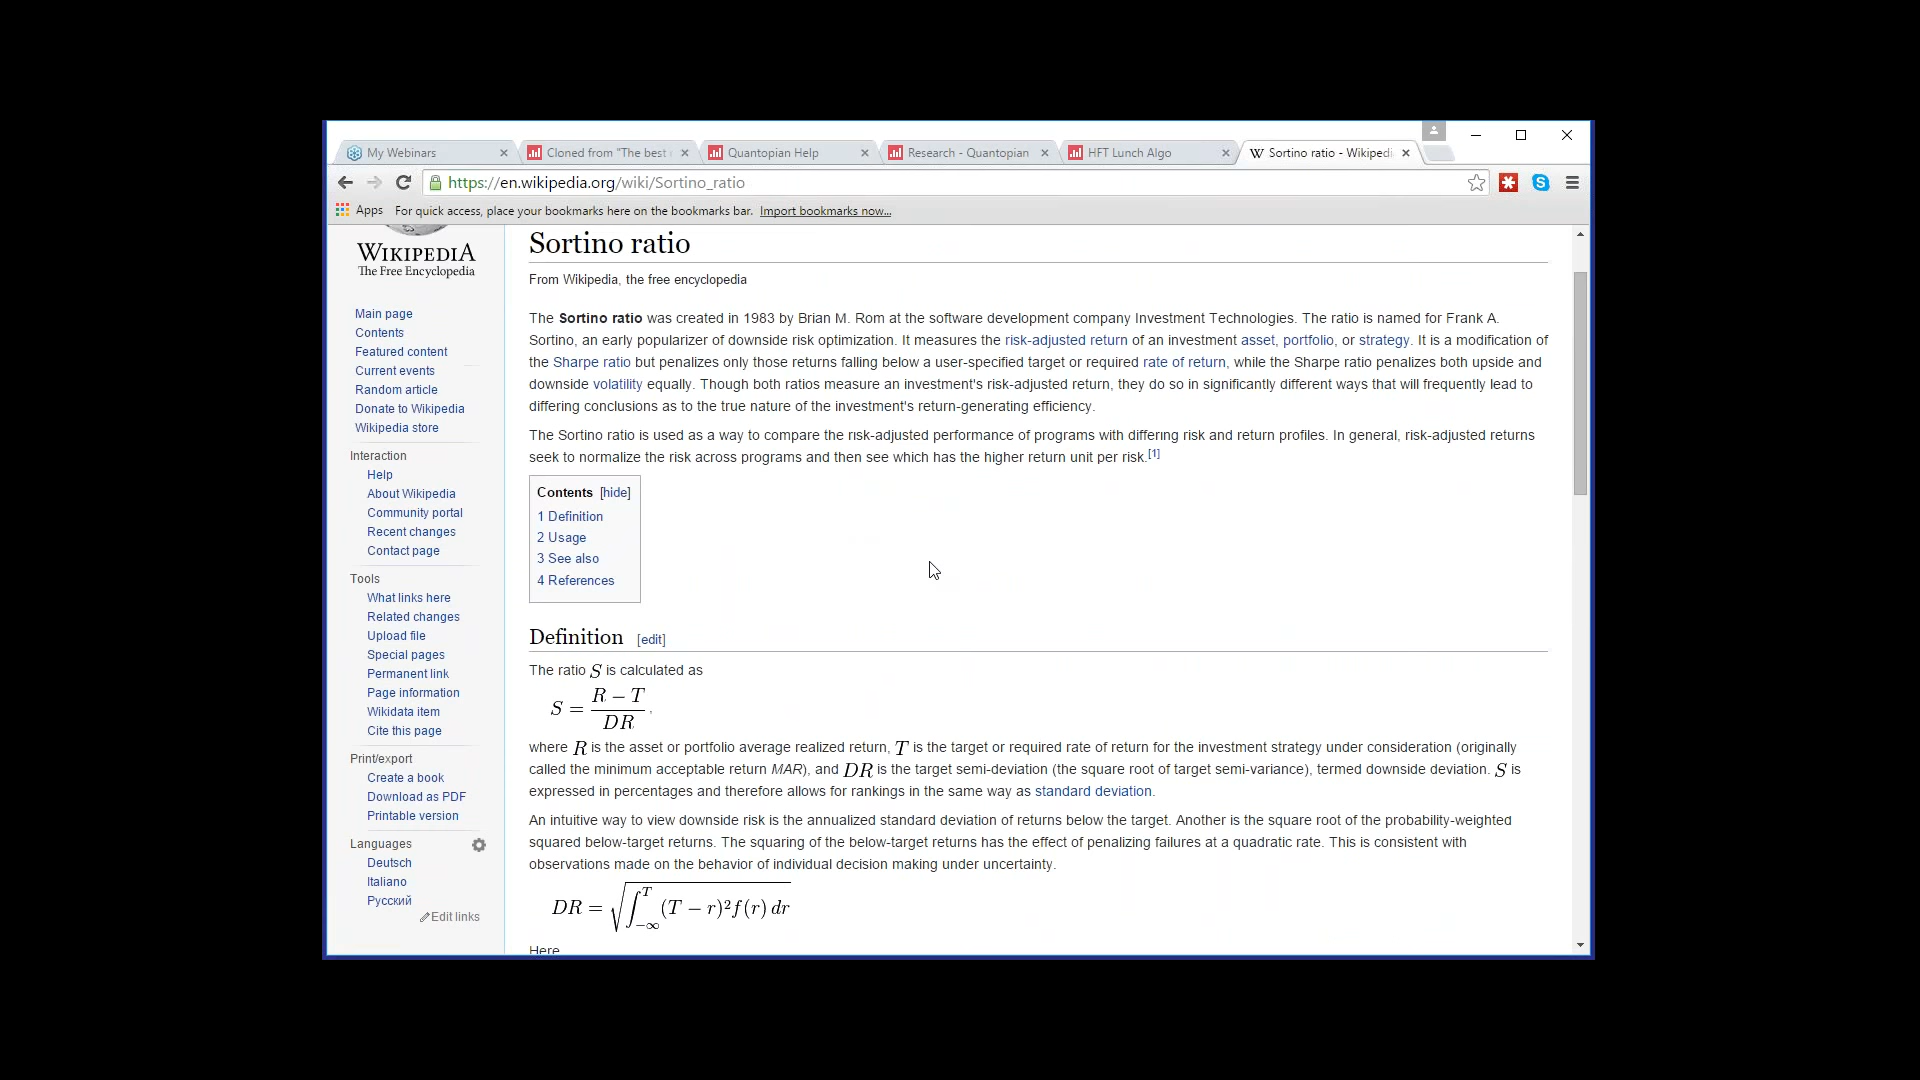 My Webinars
Cloned from "The best
Quantopian Help
Research - Quantopian
HFT Lunch Algo
W Sortino ratio - Wikipedi
https://en.wikipedia.org/wiki/Sortino_ratio
S
Apps For quick access, place your bookmarks here on the bookmarks bar. Import bookmarks now...
WIKIPEDIA
The Free Encyclopedia
Main page
Contents
Featured content
Current events
Random article
Donate to Wikipedia
Wikipedia store
Interaction
Help
About Wikipedia
Community portal
Recent changes
Contact page
Tools
What links here
Related changes
Upload file
Special pages
Permanent link
Page information
Wikidata item
Cite this page
Print/export
Create a book
Download as PDF
Printable version
Languages
Deutsch
Italiano
Русский
Edit links
Sortino ratio
From Wikipedia, the free encyclopedia
The Sortino ratio was created in 1983 by Brian M. Rom at the software development company Investment Technologies. The ratio is named for Frank A.
Sortino, an early popularizer of downside risk optimization. It measures the risk-adjusted return of an investment asset, portfolio, or strategy. It is a modification of
the Sharpe ratio but penalizes only those returns falling below a user-specified target or required rate of return, while the Sharpe ratio penalizes both upside and
downside volatility equally. Though both ratios measure an investment's risk-adjusted return, they do so in significantly different ways that will frequently lead to
differing conclusions as to the true nature of the investment's return-generating efficiency.
The Sortino ratio is used as a way to compare the risk-adjusted performance of programs with differing risk and return profiles. In general, risk-adjusted returns
seek to normalize the risk across programs and then see which has the higher return unit per risk.[1]
Contents [hide]
1 Definition
2 Usage
3 See also
4 References
Definition [edit]
The ratio S is calculated as
S = (R − T) / DR ,
where R is the asset or portfolio average realized return, T is the target or required rate of return for the investment strategy under consideration (originally
called the minimum acceptable return MAR), and DR is the target semi-deviation (the square root of target semi-variance), termed downside deviation. S is
expressed in percentages and therefore allows for rankings in the same way as standard deviation.
An intuitive way to view downside risk is the annualized standard deviation of returns below the target. Another is the square root of the probability-weighted
squared below-target returns. The squaring of the below-target returns has the effect of penalizing failures at a quadratic rate. This is consistent with
observations made on the behavior of individual decision making under uncertainty.
DR = √∫_{−∞}^{T} (T − r)² f(r) dr
Here